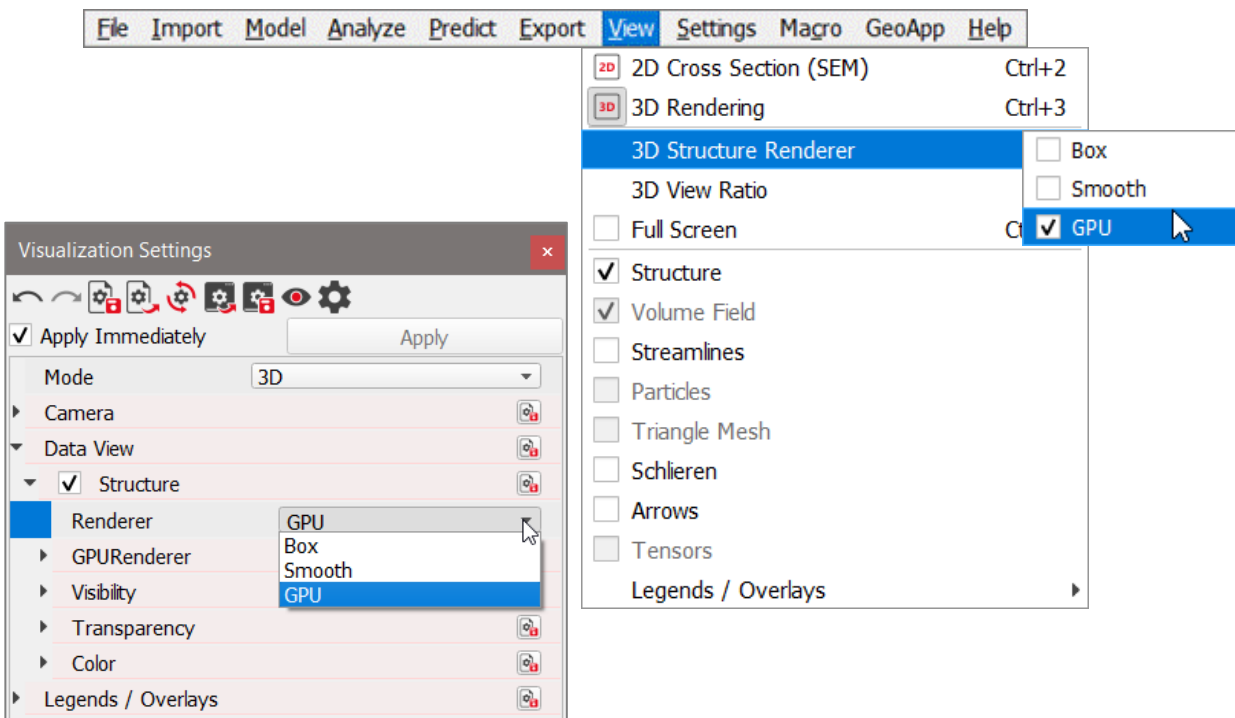 File Import Model Analyze Predict Export View Settings Macro GeoApp Help
2D 2D Cross Section (SEM) Ctrl+2
3D 3D Rendering Ctrl+3
3D Structure Renderer
3D View Ratio
Full Screen
Structure
Volume Field
Streamlines
Particles
Triangle Mesh
Schlieren
Arrows
Tensors
Legends / Overlays
Box
Smooth
GPU
Visualization Settings
Apply Immediately Apply
Mode 3D
Camera
Data View
Structure
Renderer GPU
Box
Smooth
GPU
GPURenderer
Visibility
Transparency
Color
Legends / Overlays